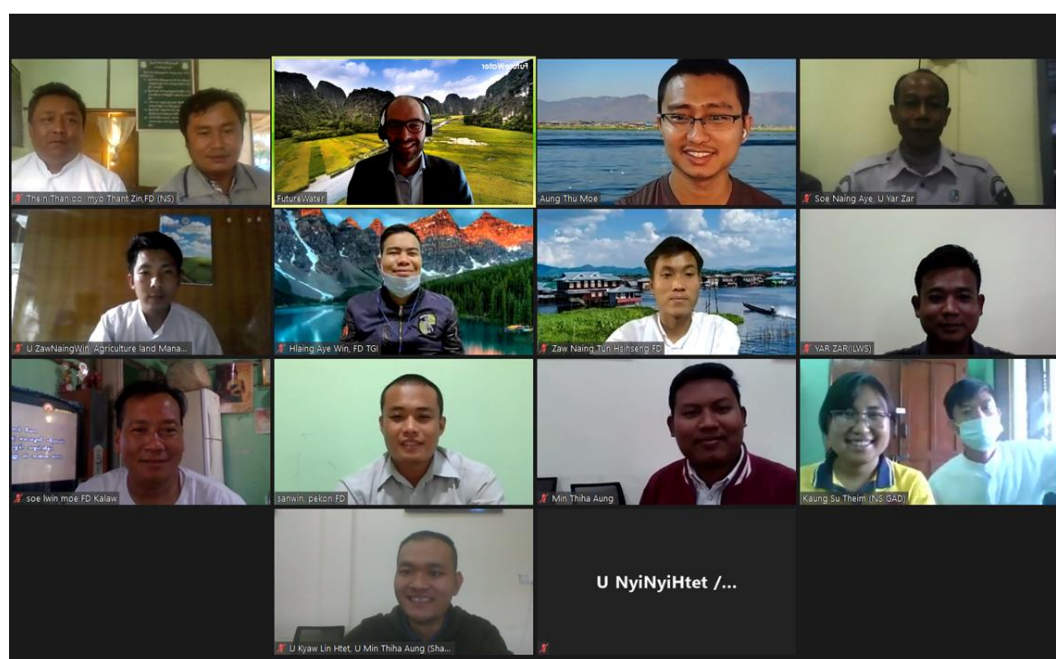 FutureWater
Thein Than oo, myo Thant Zin,FD (NS)
FutureWater
Aung Thu Moe
Soe Naing Aye, U Yar Zar
U ZawNaingWin, Agriculture land Mana...
Hlaing Aye Win, FD TGI
Zaw Naing Tun Hsihseng FD
YAR ZAR(ILWS)
soe lwin moe FD Kalaw
sanwin, pekon FD
Min Thiha Aung
Kaung Su Theim (NS GAD)
U NyiNyiHtet /...
U Kyaw Lin Htet, U Min Thiha Aung (Sha...